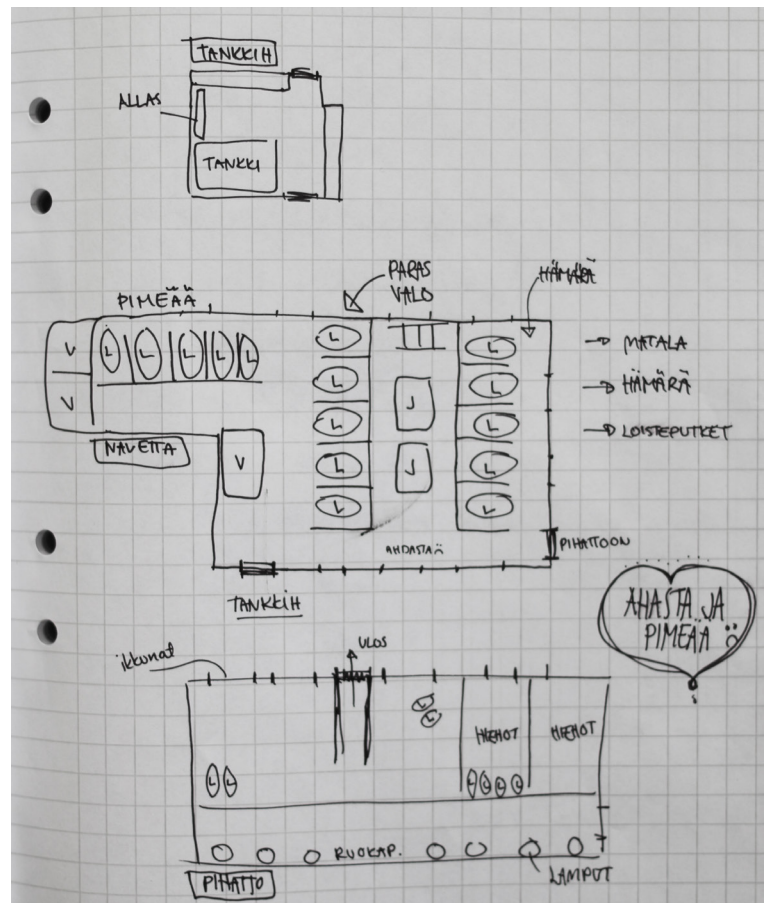 TANKKIH
ALLAS
TANKKI
PARAS
VALO
HÄMÄRÄ
PIMEÄÄ
V
V
L
L
L
L
L
NAVETTA
V
L
L
L
L
L
J
J
L
L
L
L
L
→ MATALA
→ HÄMÄRÄ
→ LOISTEPUTKET
AHDASTA
PIHATTOON
TANKKIH
AHASTA JA
PIMEÄÄ
ikkunat
ULOS
L
L
HIEHOT
HIEHOT
L L
L L L L
RUOKAP.
LAMPUT
PIHATTO